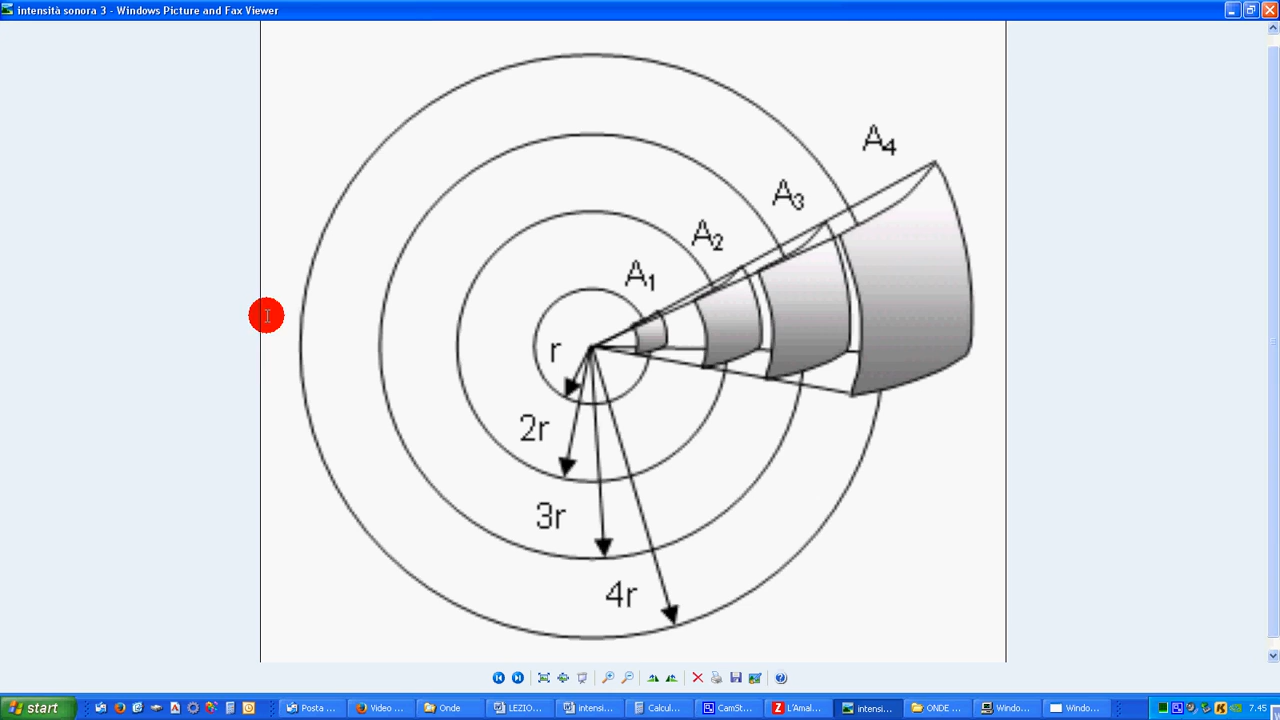 intensità sonora 3 - Windows Picture and Fax Viewer
A4
A3
A2
A1
r
2r
3r
4r
start
Posta ...
Video ...
Onde
LEZIO...
intensi...
Calcul...
CamSt...
L'Amal...
intensi...
ONDE ...
Windo...
Windo...
7.45